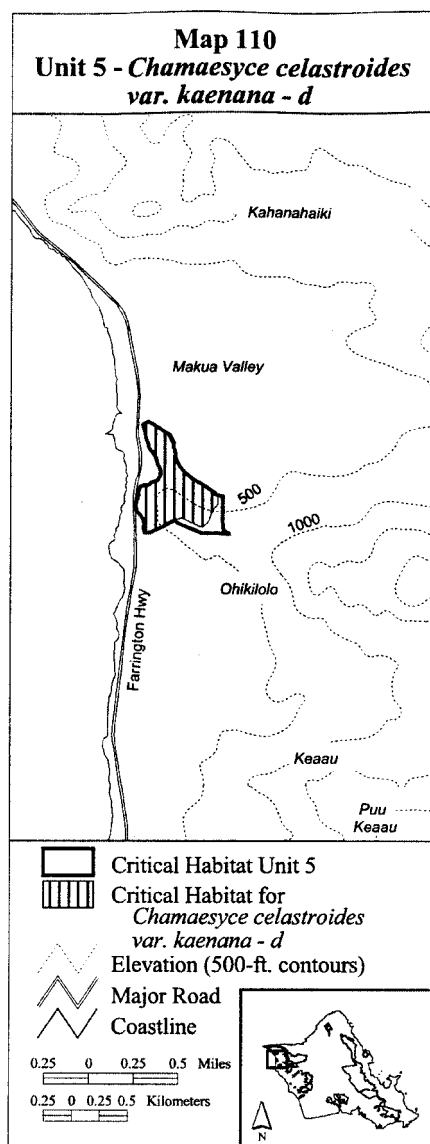 Map 110
Unit 5 - Chamaesyce celastroides
var. kaenana - d
Kahanahaiki
Makua Valley
500
1000
Ohikilolo
Farrington Hwy
Keaau
Puu
Keaau
Critical Habitat Unit 5
Critical Habitat for
Chamaesyce celastroides
var. kaenana - d
Elevation (500-ft. contours)
Major Road
Coastline
0.25 0 0.25 0.5 Miles
0.25 0 0.25 0.5 Kilometers
N